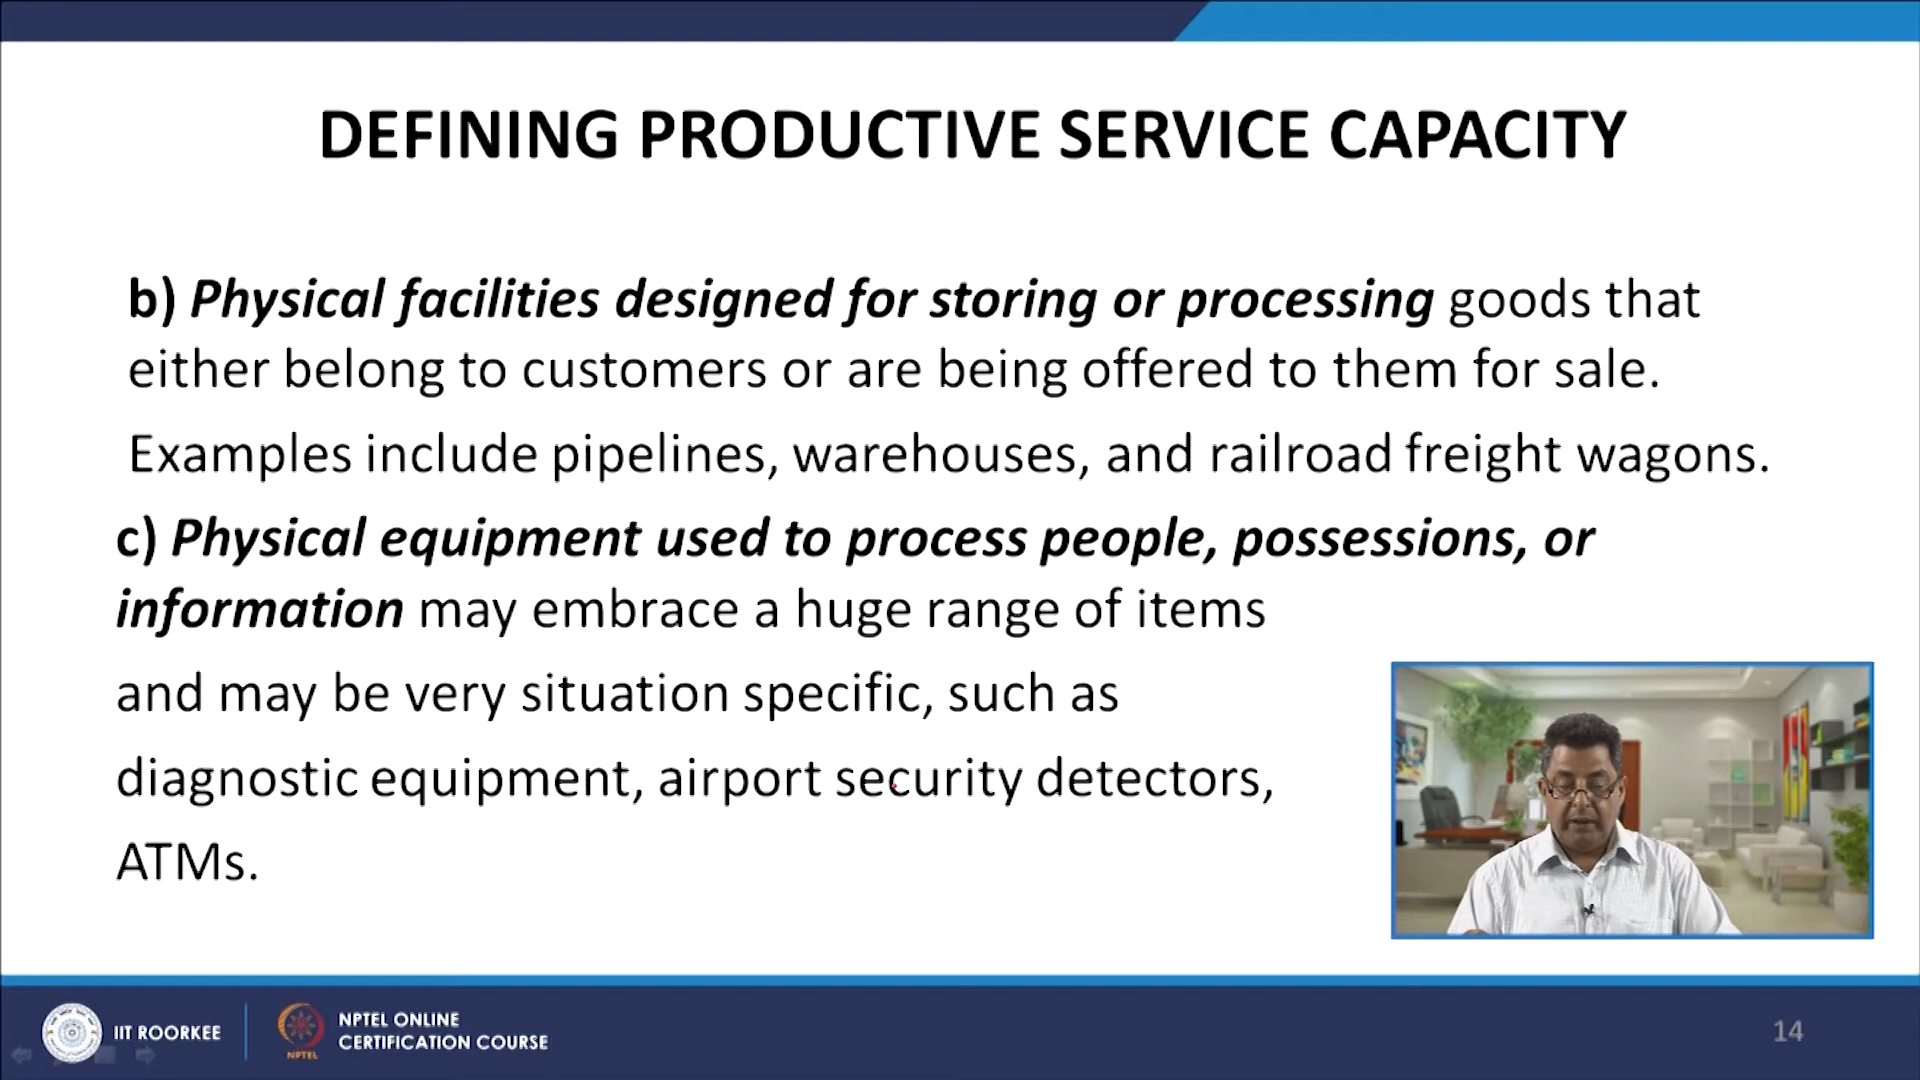 DEFINING PRODUCTIVE SERVICE CAPACITY
b) Physical facilities designed for storing or processing goods that
either belong to customers or are being offered to them for sale.
Examples include pipelines, warehouses, and railroad freight wagons.
c) Physical equipment used to process people, possessions, or
information may embrace a huge range of items
and may be very situation specific, such as
diagnostic equipment, airport security detectors,
ATMs.
IIT ROORKEE
NPTEL
NPTEL ONLINE
CERTIFICATION COURSE
14